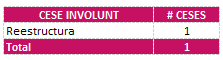 CESE INVOLUNT # CESES
Reestructura 1
Total 1